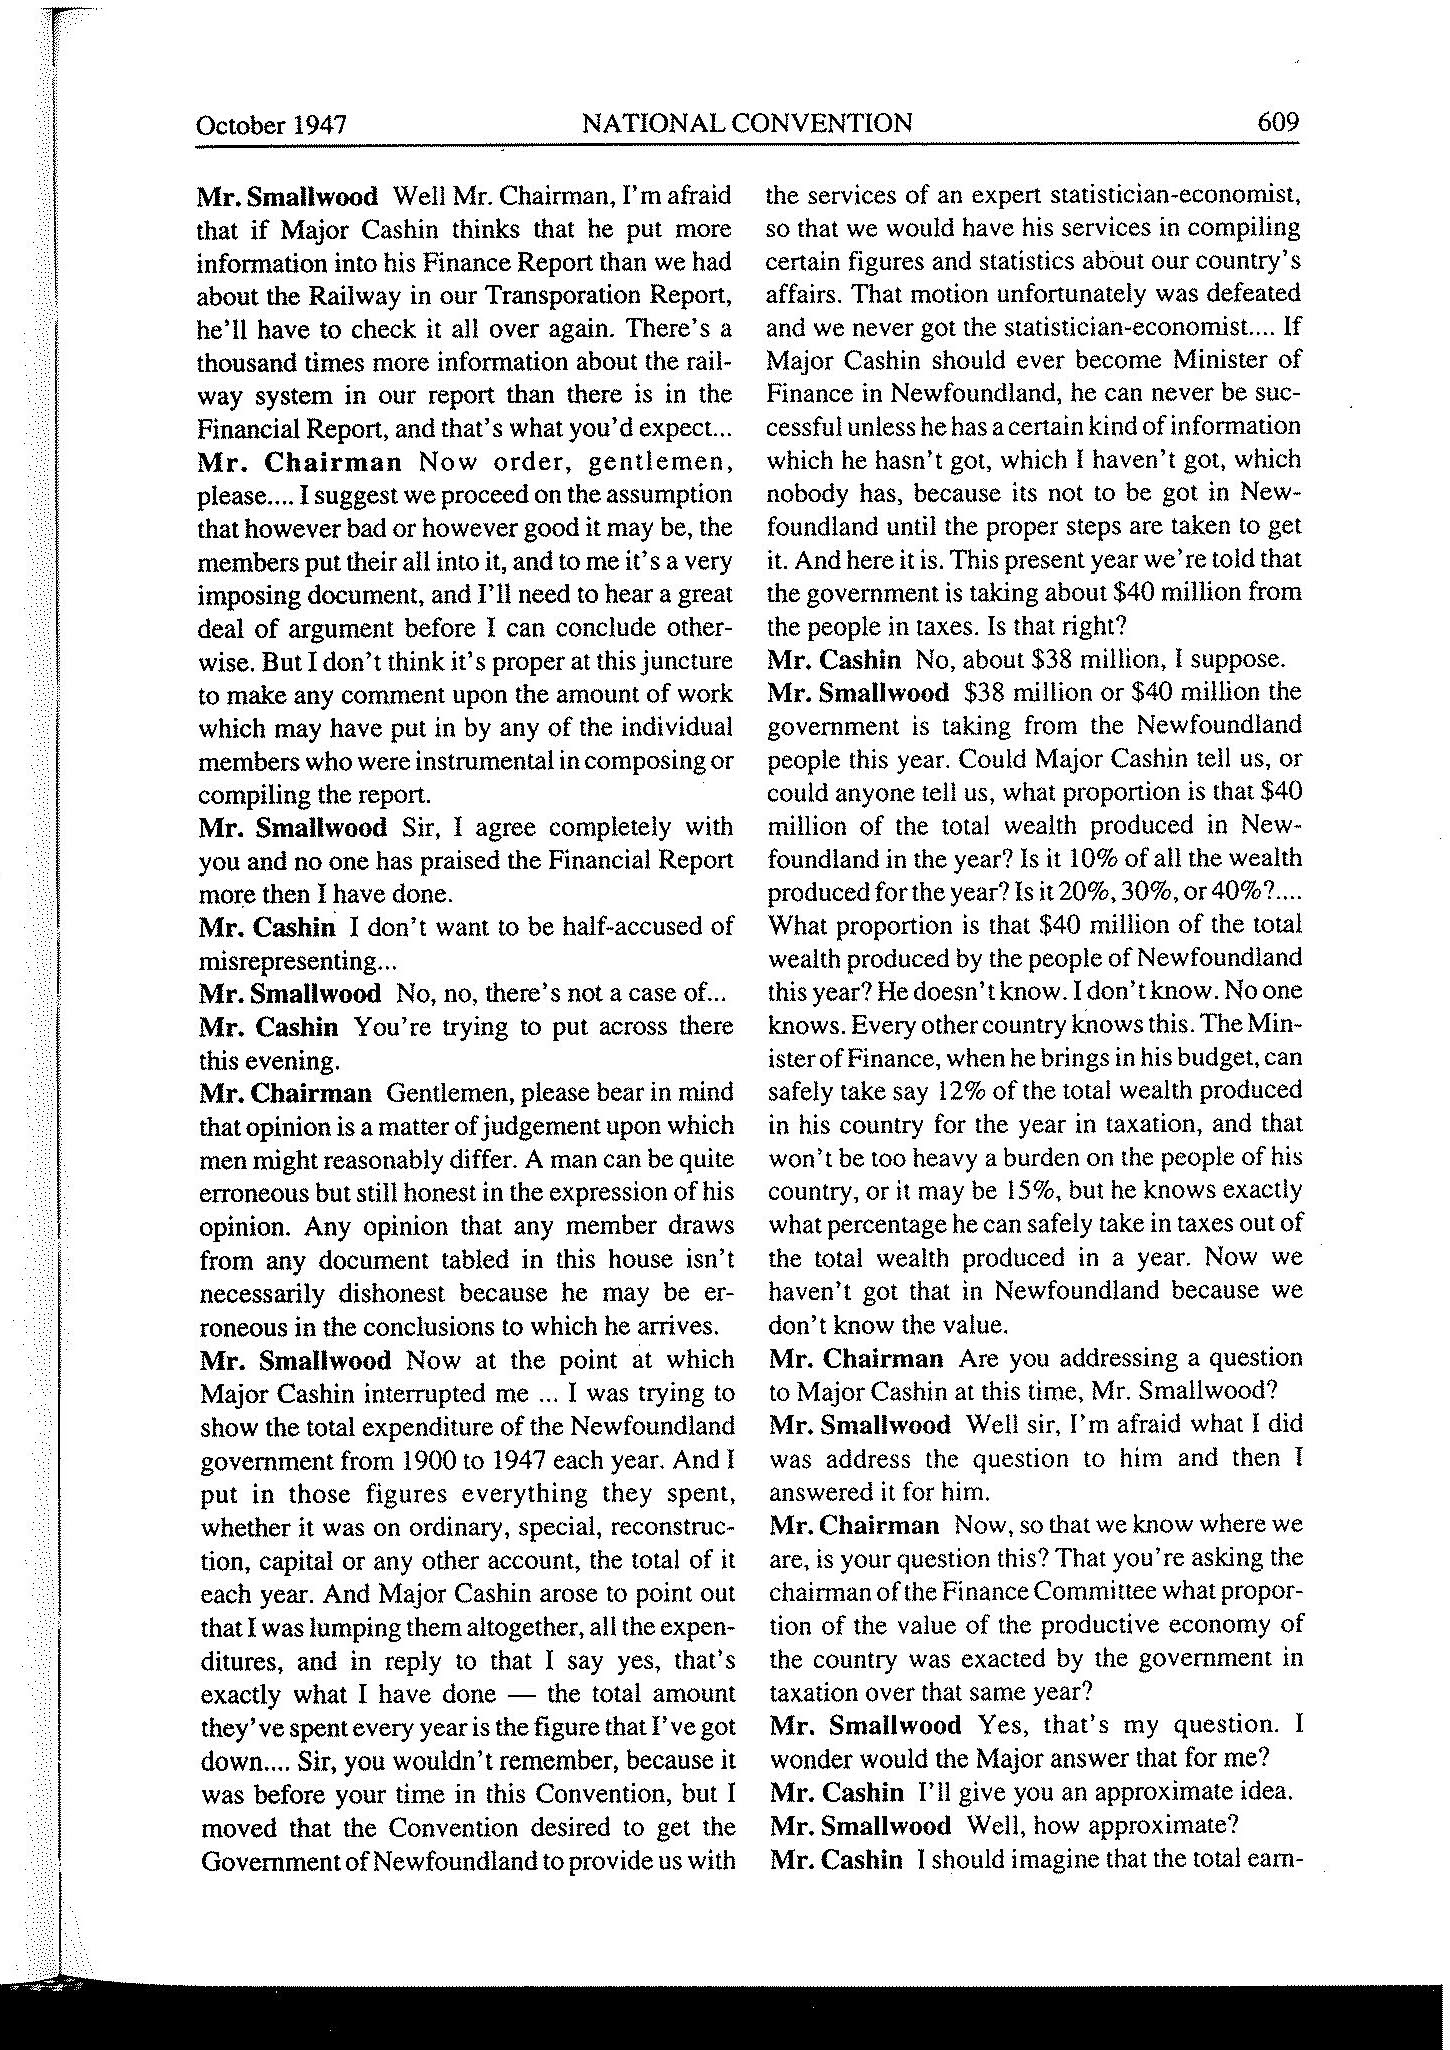 October 1947 NATIONAL CONVENTION 609
Mr. Smallwood Well Mr. Chairman, I'm afraid
that if Major Cashin thinks that he put more
information into his Finance Report than we had
about the Railway in our Transporation Report,
he'll have to check it all over again. There's a
thousand times more information about the rail-
way system in our report than there is in the
Financial Report, and that's what you'd expect...
Mr. Chairman Now order, gentlemen,
please.... I suggest we proceed on the assumption
that however bad or however good it may be, the
members put their all into it, and to me it's a very
imposing document, and I'll need to hear a great
deal of argument before I can conclude other-
wise. But I don't think it's proper at this juncture
to make any comment upon the amount of work
which may have put in by any of the individual
members who were instrumental in composing or
compiling the report.
Mr. Smallwood Sir, I agree completely with
you and no one has praised the Financial Report
more then I have done.
Mr. Cashin I don't want to be half-accused of
misrepresenting...
Mr. Smallwood No, no, there's not a case of...
Mr. Cashin You're trying to put across there
this evening.
Mr. Chairman Gentlemen, please bear in mind
that opinion is a matter of judgement upon which
men might reasonably differ. A man can be quite
erroneous but still honest in the expression of his
opinion. Any opinion that any member draws
from any document tabled in this house isn't
necessarily dishonest because he may be er-
roneous in the conclusions to which he arrives.
Mr. Smallwood Now at the point at which
Major Cashin interrupted me ... I was trying to
show the total expenditure of the Newfoundland
government from 1900 to 1947 each year. And I
put in those figures everything they spent,
whether it was on ordinary, special, reconstruc-
tion, capital or any other account, the total of it
each year. And Major Cashin arose to point out
that I was lumping them altogether, all the expen-
ditures, and in reply to that I say yes, that's
exactly what I have done — the total amount
they've spent every year is the figure that I've got
down.... Sir, you wouldn't remember, because it
was before your time in this Convention, but I
moved that the Convention desired to get the
Government of Newfoundland to provide us with
the services of an expert statistician-economist,
so that we would have his services in compiling
certain figures and statistics about our country's
affairs. That motion unfortunately was defeated
and we never got the statistician-economist.... If
Major Cashin should ever become Minister of
Finance in Newfoundland, he can never be suc-
cessful unless he has a certain kind of information
which he hasn't got, which I haven't got, which
nobody has, because its not to be got in New-
foundland until the proper steps are taken to get
it. And here it is. This present year we're told that
the government is taking about $40 million from
the people in taxes. Is that right?
Mr. Cashin No, about $38 million, I suppose.
Mr. Smallwood $38 million or $40 million the
government is taking from the Newfoundland
people this year. Could Major Cashin tell us, or
could anyone tell us, what proportion is that $40
million of the total wealth produced in New-
foundland in the year? Is it 10% of all the wealth
produced for the year? Is it 20%, 30%, or 40%?....
What proportion is that $40 million of the total
wealth produced by the people of Newfoundland
this year? He doesn't know. I don't know. No one
knows. Every other country knows this. The Min-
ister of Finance, when he brings in his budget, can
safely take say 12% of the total wealth produced
in his country for the year in taxation, and that
won't be too heavy a burden on the people of his
country, or it may be 15%, but he knows exactly
what percentage he can safely take in taxes out of
the total wealth produced in a year. Now we
haven't got that in Newfoundland because we
don't know the value.
Mr. Chairman Are you addressing a question
to Major Cashin at this time, Mr. Smallwood?
Mr. Smallwood Well sir, I'm afraid what I did
was address the question to him and then I
answered it for him.
Mr. Chairman Now, so that we know where we
are, is your question this? That you're asking the
chairman of the Finance Committee what propor-
tion of the value of the productive economy of
the country was exacted by the government in
taxation over that same year?
Mr. Smallwood Yes, that's my question. I
wonder would the Major answer that for me?
Mr. Cashin I'll give you an approximate idea.
Mr. Smallwood Well, how approximate?
Mr. Cashin I should imagine that the total earn-